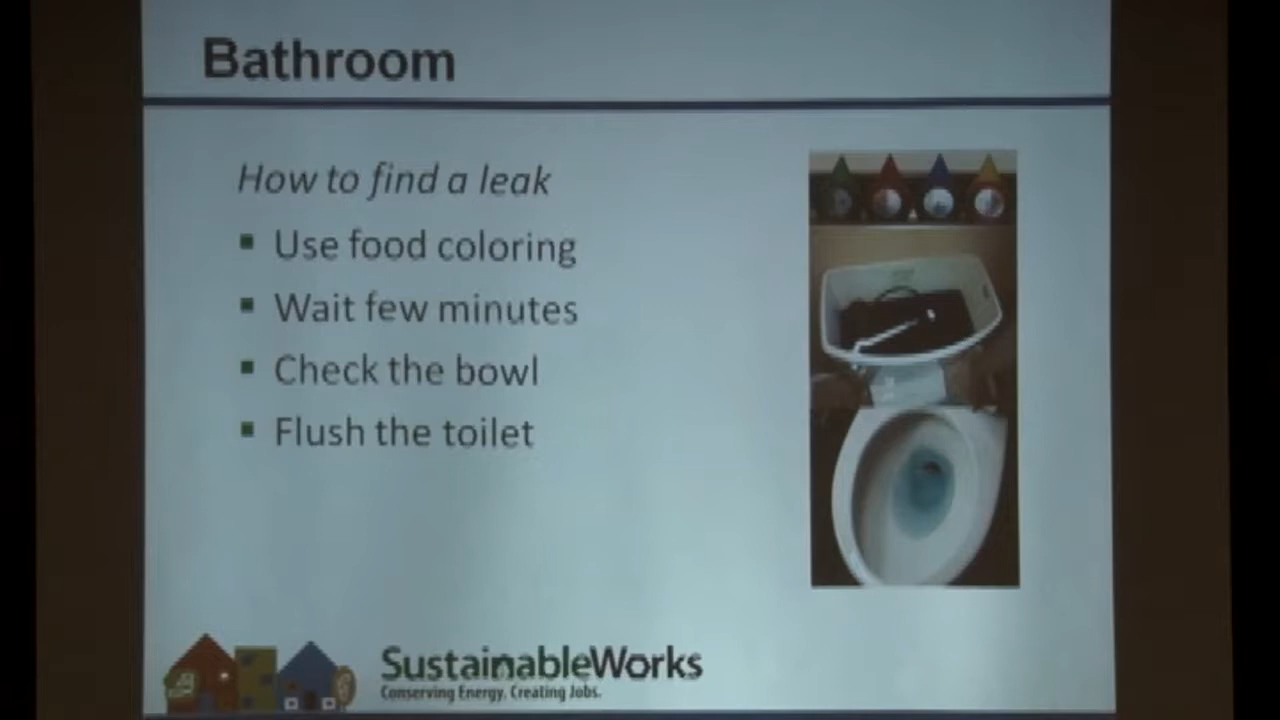 Bathroom
How to find a leak
Use food coloring
Wait few minutes
Check the bowl
Flush the toilet
SustainableWorks
Conserving Energy. Creating Jobs.